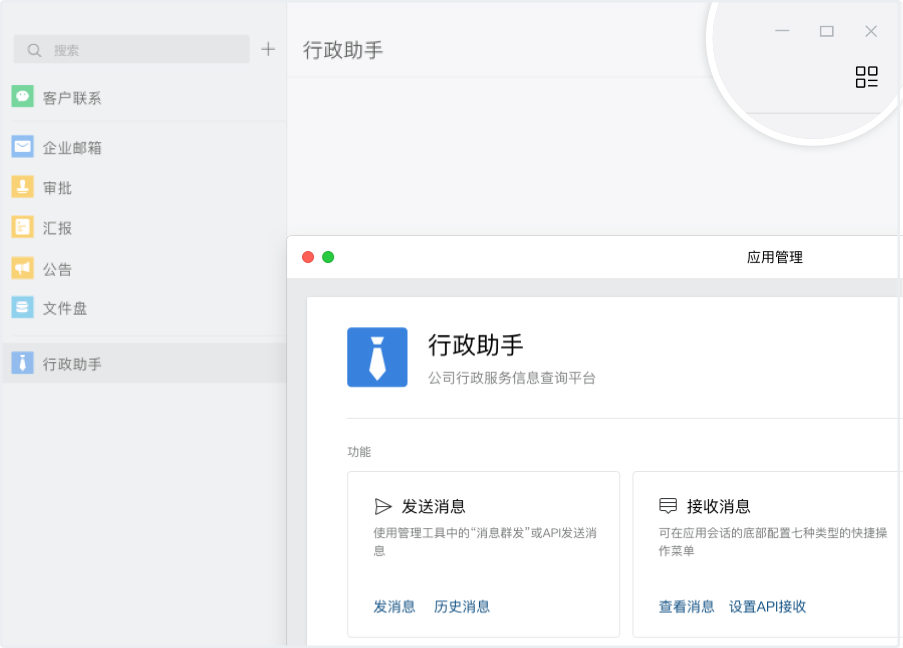 搜索
客户联系
企业邮箱
审批
汇报
公告
文件盘
行政助手
行政助手
应用管理
行政助手
公司行政服务信息查询平台
功能
发送消息
使用管理工具中的“消息群发”或API发送消
息
发消息 历史消息
接收消息
可在应用会话的底部配置七种类型的快捷操
作菜单
查看消息 设置API接收